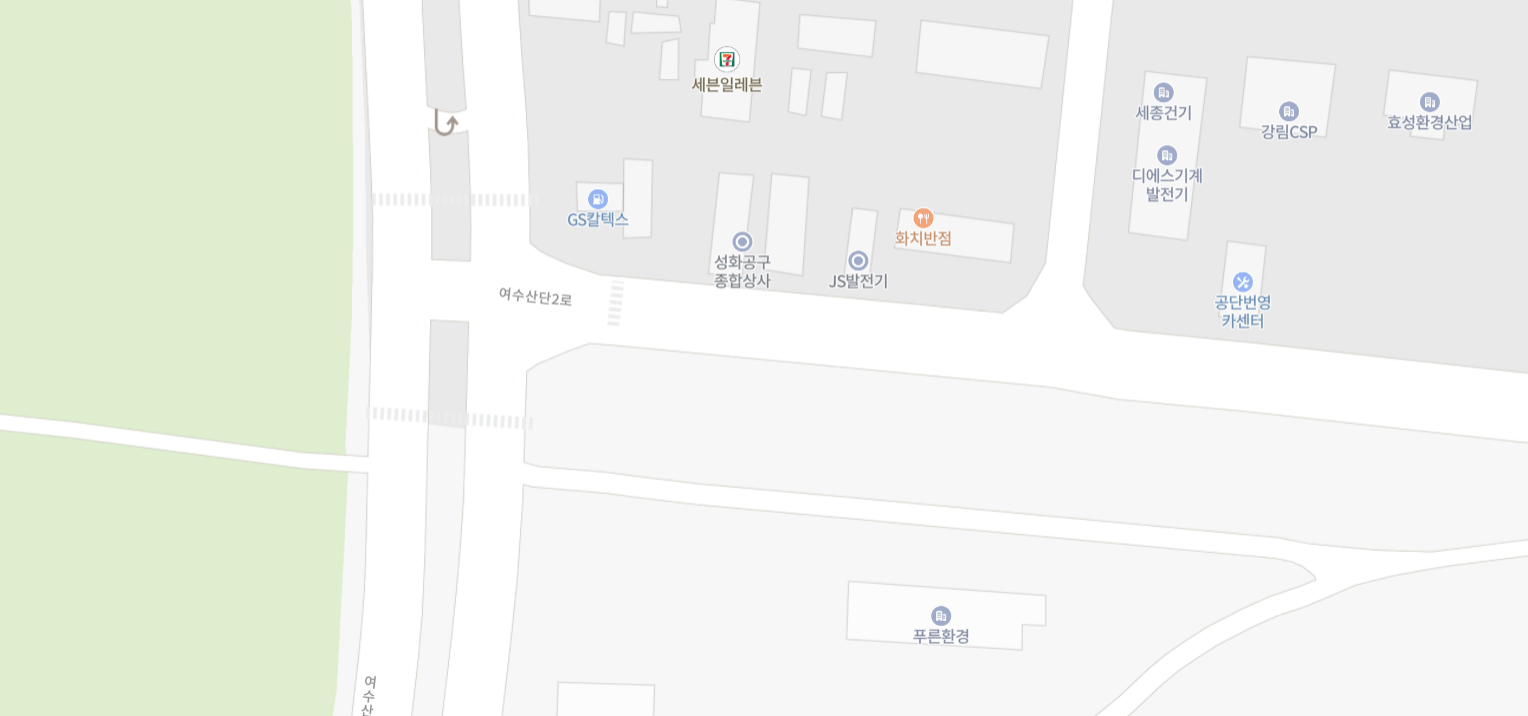 세븐일레븐
세종건기
강림CSP
효성환경산업
디에스기계
발전기
GS칼텍스
화치반점
성화공구
종합상사
JS발전기
여수산단2로
공단번영
카센터
푸른환경
여수산